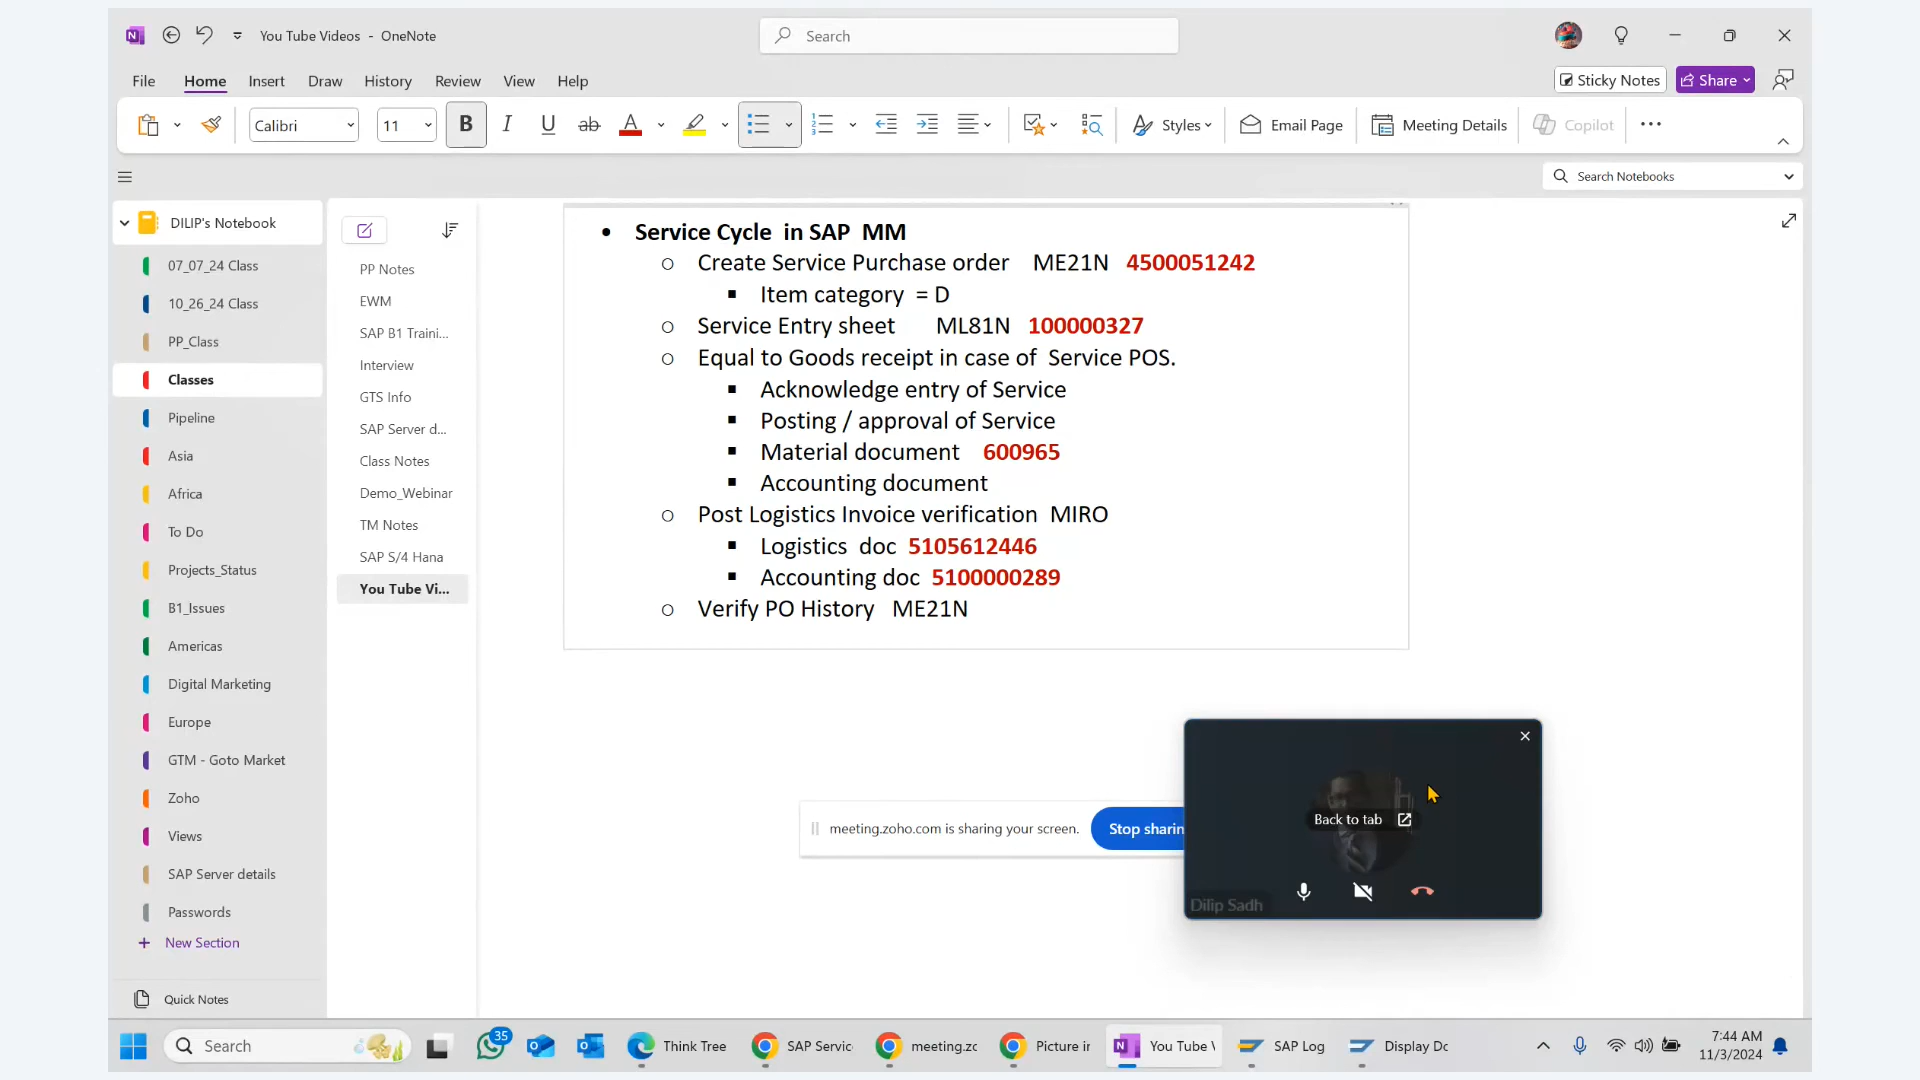 You Tube Videos - OneNote
Search
File Home Insert Draw History Review View Help
Sticky Notes
Share
Calibri
11
B I U ab A
Styles
Email Page
Meeting Details
Copilot
Search Notebooks
DILIP's Notebook
07_07_24 Class
10_26_24 Class
PP_Class
Classes
Pipeline
Asia
Africa
To Do
Projects_Status
B1_Issues
Americas
Digital Marketing
Europe
GTM - Goto Market
Zoho
Views
SAP Server details
Passwords
+ New Section
Quick Notes
PP Notes
EWM
SAP B1 Traini...
Interview
GTS Info
SAP Server d...
Class Notes
Demo_Webinar
TM Notes
SAP S/4 Hana
You Tube Vi...
• Service Cycle in SAP MM
o Create Service Purchase order ME21N 4500051242
▪ Item category = D
o Service Entry sheet ML81N 100000327
o Equal to Goods receipt in case of Service POS.
▪ Acknowledge entry of Service
▪ Posting / approval of Service
▪ Material document 600965
▪ Accounting document
o Post Logistics Invoice verification MIRO
▪ Logistics doc 5105612446
▪ Accounting doc 5100000289
o Verify PO History ME21N
meeting.zoho.com is sharing your screen.
Stop sharin
Back to tab
Dilip Sadh
Search
35
Think Tree
SAP Servic
meeting.zc
Picture ir
You Tube V
SAP Log
Display Dc
7:44 AM
11/3/2024